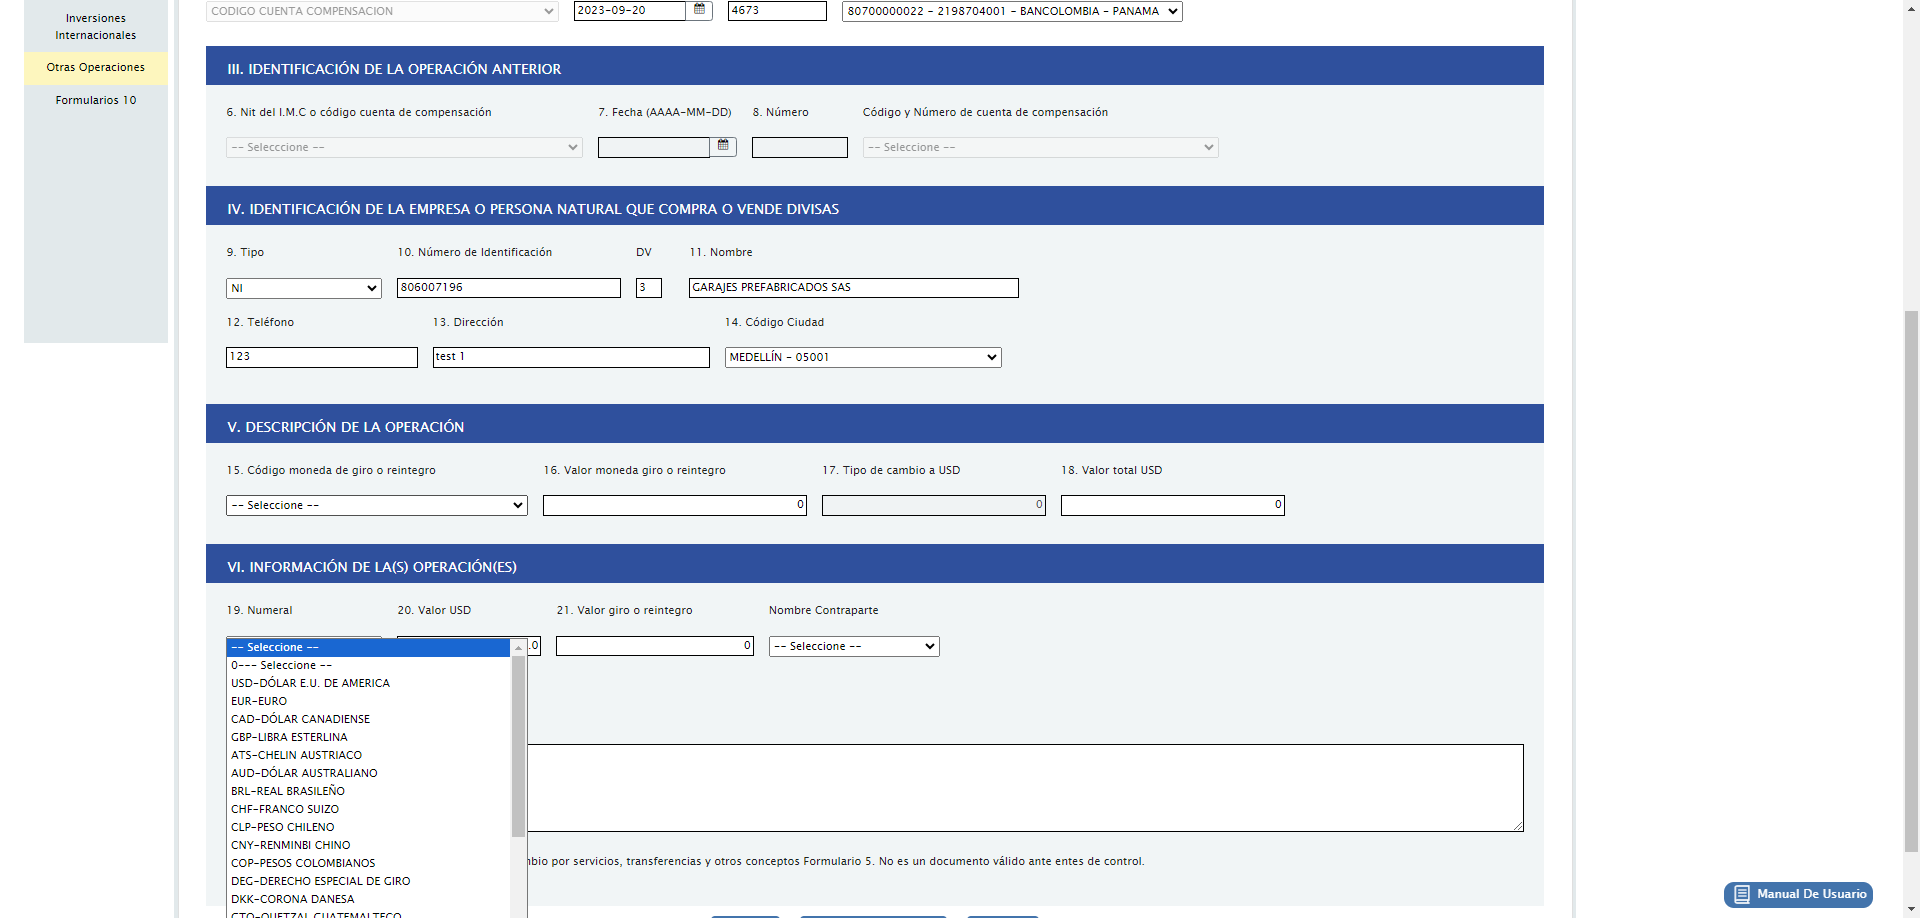 Inversiones
Internacionales
Otras Operaciones
Formularios 10
CODIGO CUENTA COMPENSACION
2023-09-20
4673
80700000022 - 2198704001 - BANCOLOMBIA - PANAMA
III. IDENTIFICACIÓN DE LA OPERACIÓN ANTERIOR
6. Nit del I.M.C o código cuenta de compensación
7. Fecha (AAAA-MM-DD)
8. Número
Código y Número de cuenta de compensación
-- Selecccione --
-- Seleccione --
IV. IDENTIFICACIÓN DE LA EMPRESA O PERSONA NATURAL QUE COMPRA O VENDE DIVISAS
9. Tipo
10. Número de Identificación
DV
11. Nombre
NI
806007196
3
GARAJES PREFABRICADOS SAS
12. Teléfono
13. Dirección
14. Código Ciudad
123
test 1
MEDELLÍN - 05001
V. DESCRIPCIÓN DE LA OPERACIÓN
15. Código moneda de giro o reintegro
16. Valor moneda giro o reintegro
17. Tipo de cambio a USD
18. Valor total USD
-- Seleccione --
0
0
0
VI. INFORMACIÓN DE LA(S) OPERACIÓN(ES)
19. Numeral
20. Valor USD
21. Valor giro o reintegro
Nombre Contraparte
.0
0
-- Seleccione --
-- Seleccione --
0--- Seleccione --
USD-DÓLAR E.U. DE AMERICA
EUR-EURO
CAD-DÓLAR CANADIENSE
GBP-LIBRA ESTERLINA
ATS-CHELIN AUSTRIACO
AUD-DÓLAR AUSTRALIANO
BRL-REAL BRASILEÑO
CHF-FRANCO SUIZO
CLP-PESO CHILENO
CNY-RENMINBI CHINO
COP-PESOS COLOMBIANOS
DEG-DERECHO ESPECIAL DE GIRO
DKK-CORONA DANESA
GTQ-QUETZAL GUATEMALTECO
nbio por servicios, transferencias y otros conceptos Formulario 5. No es un documento válido ante entes de control.
Manual De Usuario